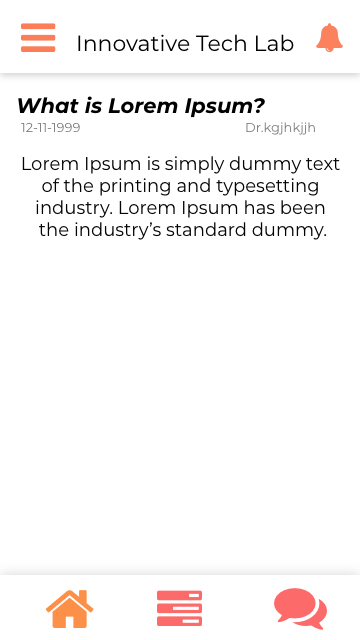 Innovative Tech Lab
What is Lorem Ipsum?
12-11-1999 Dr.kgjhkjjh
Lorem Ipsum is simply dummy text
of the printing and typesetting
industry. Lorem Ipsum has been
the industry’s standard dummy.